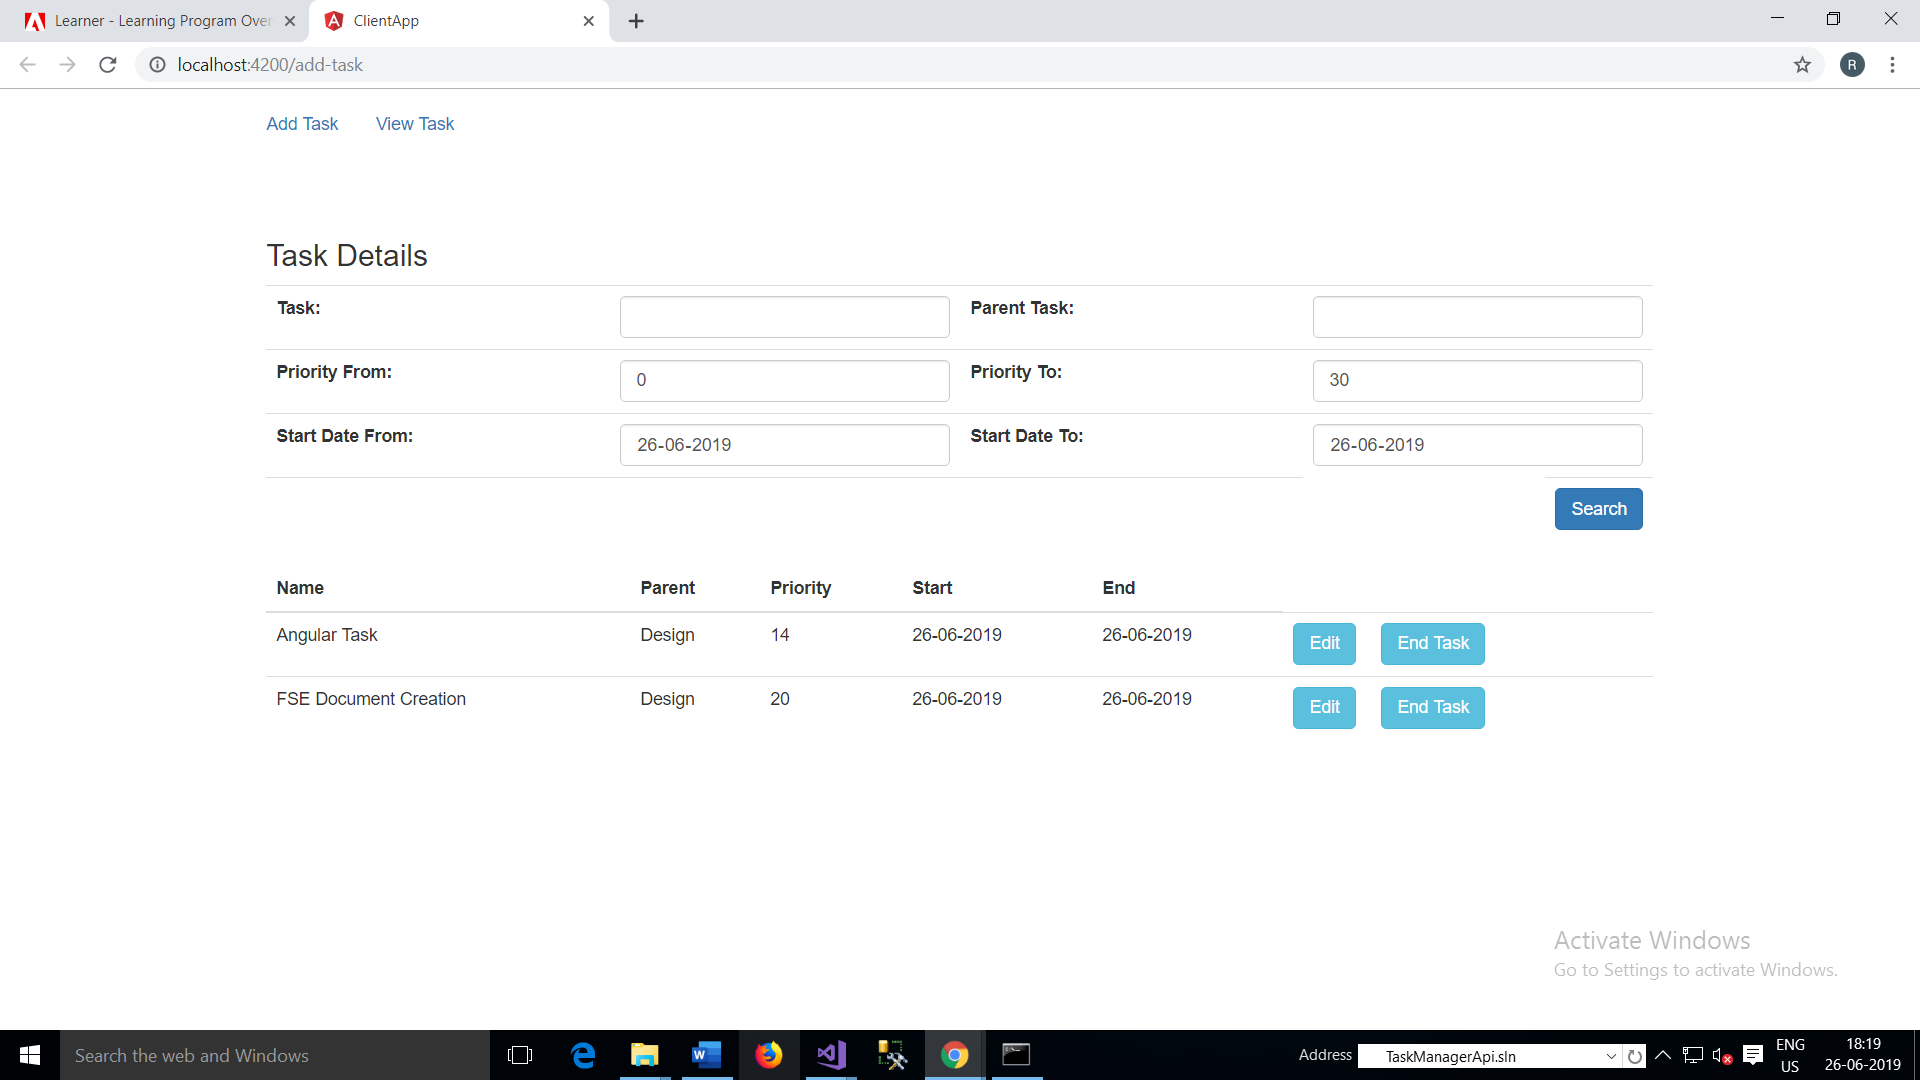 Learner - Learning Program Over
ClientApp
localhost:4200/add-task
R
Add Task View Task
Task Details
Task: Parent Task:
Priority From: 0 Priority To: 30
Start Date From: 26-06-2019 Start Date To: 26-06-2019
Search
Name Parent Priority Start End
Angular Task Design 14 26-06-2019 26-06-2019 Edit End Task
FSE Document Creation Design 20 26-06-2019 26-06-2019 Edit End Task
Activate Windows
Go to Settings to activate Windows.
Search the web and Windows
Address TaskManagerApi.sln
ENG
US
18:19
26-06-2019